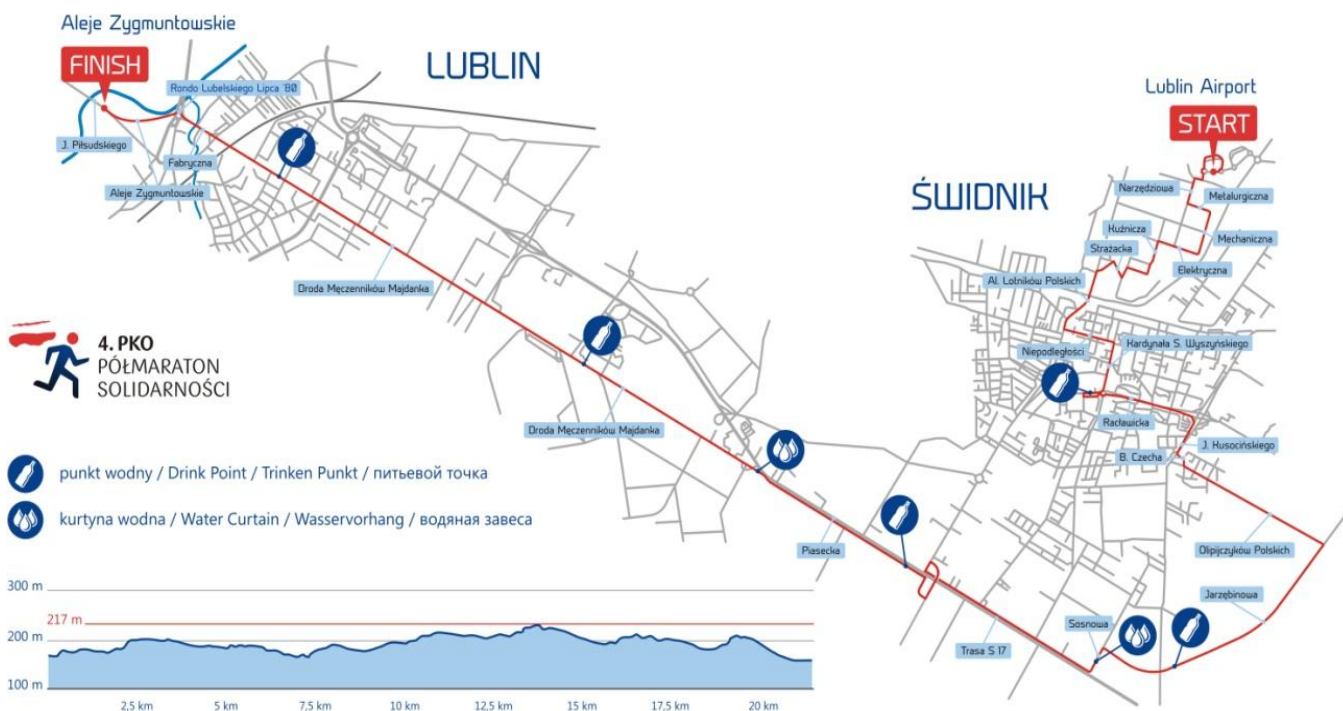 Aleje Zygmuntowskie
FINISH
LUBLIN
Rondo Lubelskiego Lipca '80
J. Piłsudskiego
Fabryczna
Aleje Zygmuntowskie
Droda Męczenników Majdanka
Lublin Airport
START
ŚWIDNIK
Narzędziowa
Metalurgiczna
Kuźnicza
Mechaniczna
Strażacka
Elektryczna
Al. Lotników Polskich
Niepodległości
Kardynała S. Wyszyńskiego
Racławicka
J. Kusocińskiego
B. Czecha
4. PKO
PÓŁMARATON
SOLIDARNOŚCI
Droda Męczenników Majdanka
punkt wodny / Drink Point / Trinken Punkt / питьевой точка
kurtyna wodna / Water Curtain / Wasservorhang / водяная завеса
Piasecka
Olipijczyków Polskich
Jarzębinowa
Sosnowa
Trasa S 17
300 m
217 m
200 m
100 m
2,5 km
5 km
7,5 km
10 km
12,5 km
15 km
17,5 km
20 km